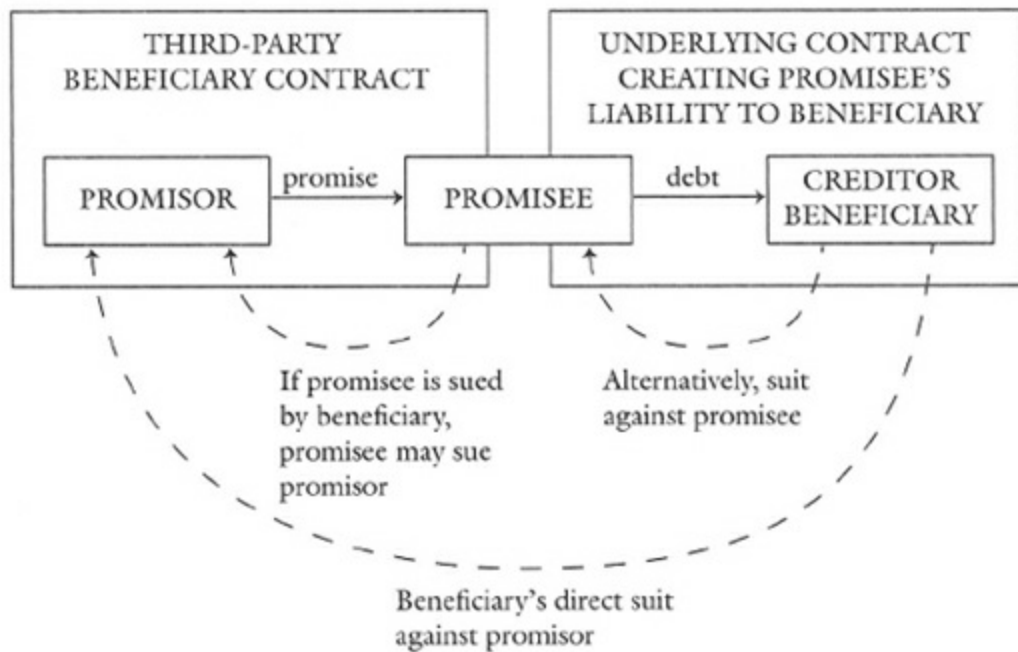 THIRD-PARTY
BENEFICIARY CONTRACT
UNDERLYING CONTRACT
CREATING PROMISEE'S
LIABILITY TO BENEFICIARY
PROMISOR
promise
PROMISEE
debt
CREDITOR
BENEFICIARY
If promisee is sued
by beneficiary,
promisee may sue
promisor
Alternatively, suit
against promisee
Beneficiary's direct suit
against promisor